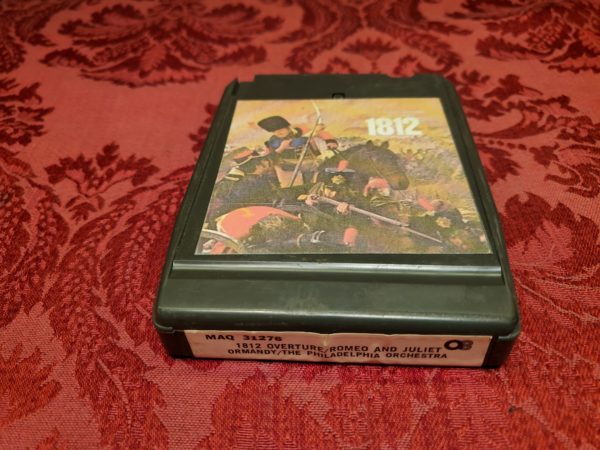 1812
MAQ 31276
1812 OVERTURE/ROMEO AND JULIET
ORMANDY/THE PHILADELPHIA ORCHESTRA